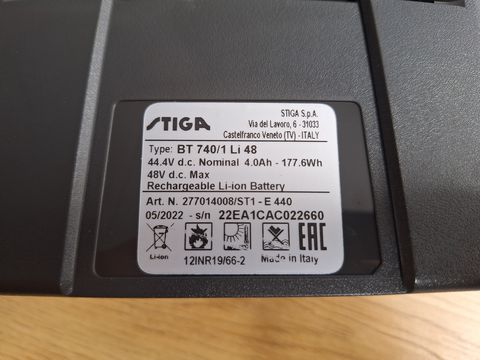 STIGA
STIGA S.p.A.
Via del Lavoro, 6 - 31033
Castelfranco Veneto (TV) - ITALY
Type: BT 740/1 Li 48
44.4V d.c. Nominal 4.0Ah - 177.6Wh
48V d.c. Max
Rechargeable Li-ion Battery
Art. N. 277014008/ST1 - E 440
05/2022 - s/n 22EA1CAC022660
Li-ion
EAC
12INR19/66-2 Made in Italy